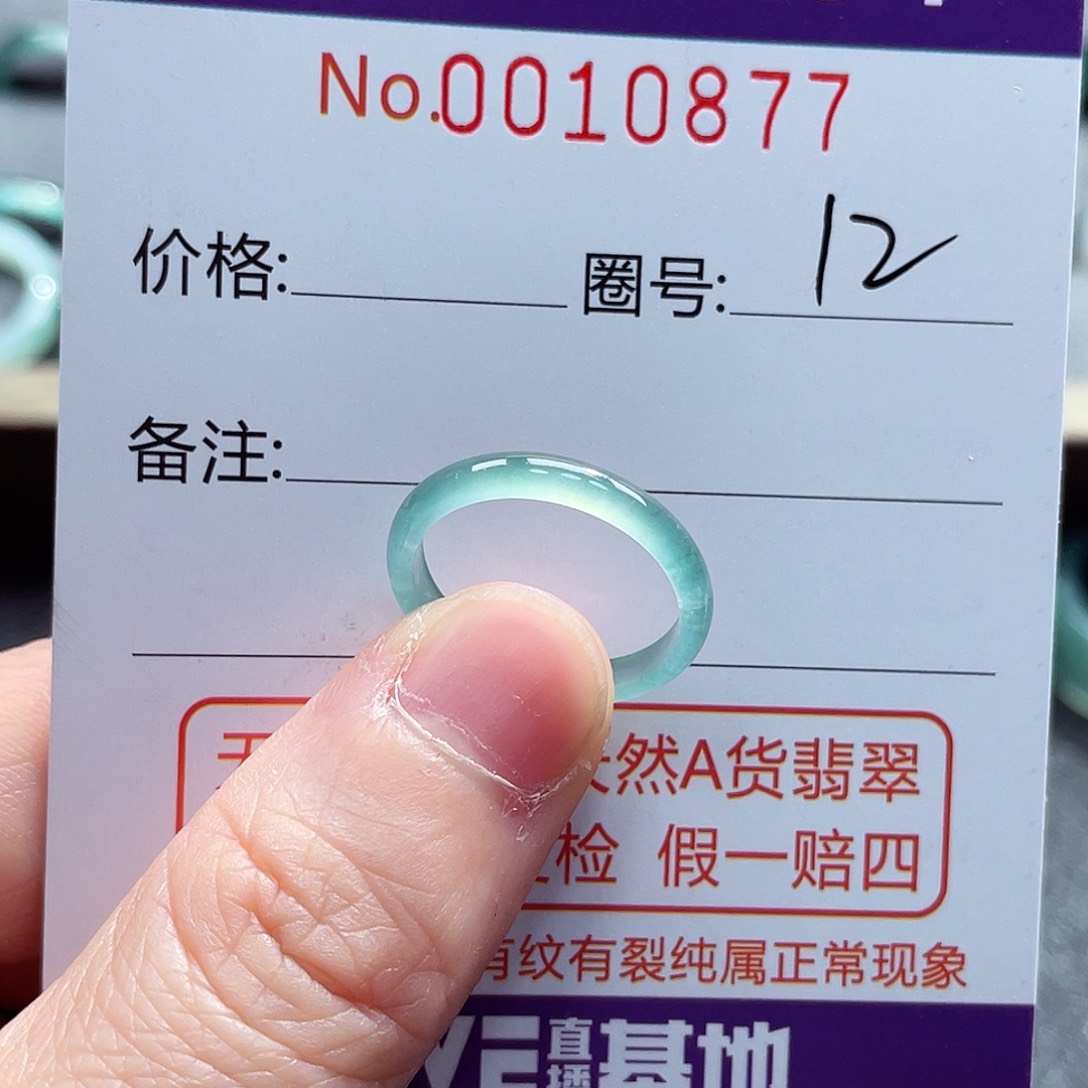 No.0010877
价格: 圈号: 12
备注:
然A货翡翠
检 假一赔四
有纹有裂纯属正常现象
直播基地